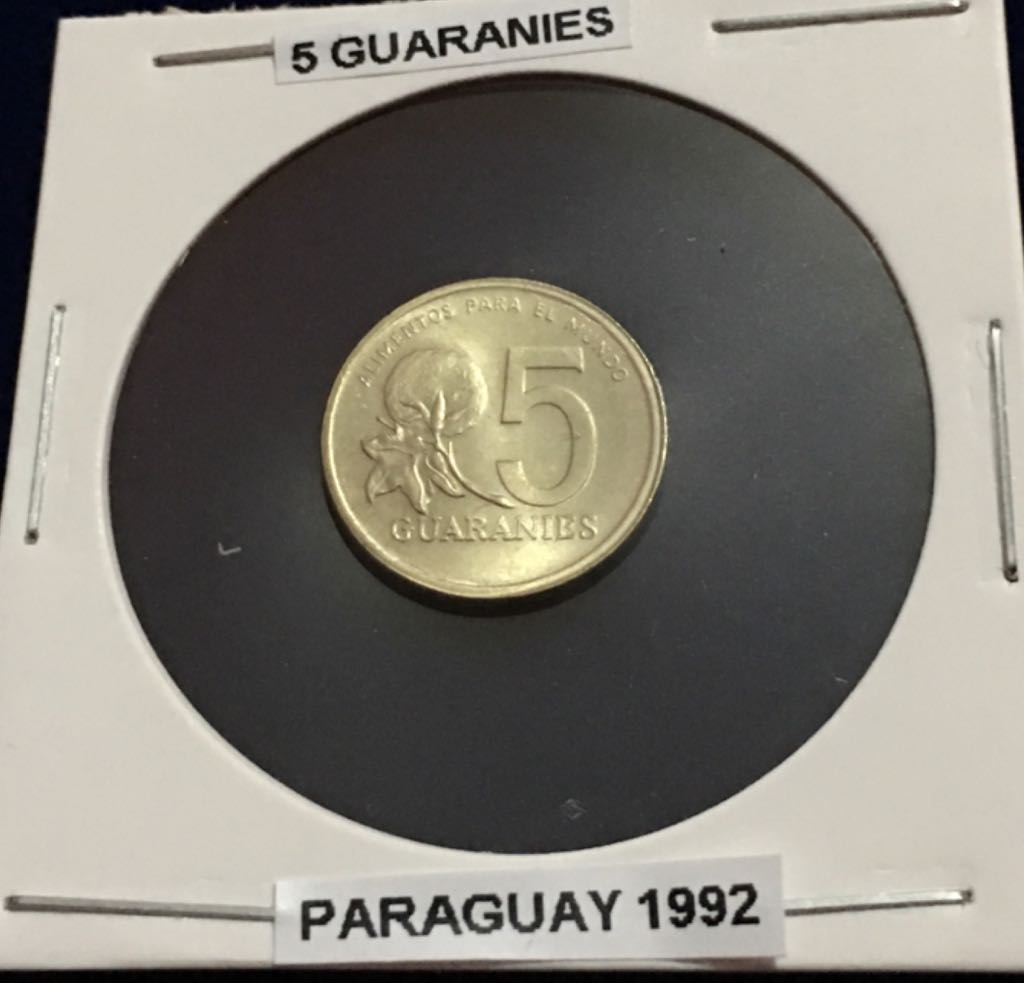 5 GUARANIES
ALIMENTOS PARA EL MUNDO
5
GUARANIES
PARAGUAY 1992